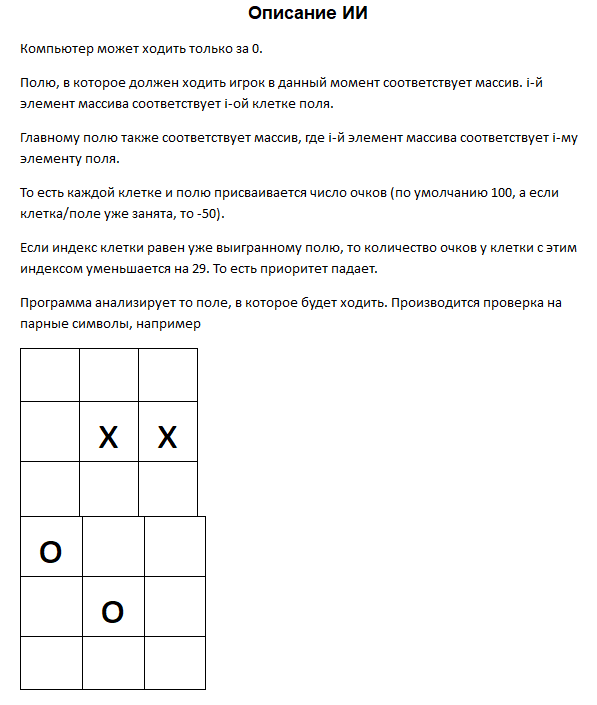 Описание ИИ
Компьютер может ходить только за 0.
Полю, в которое должен ходить игрок в данный момент соответствует массив. i-й
элемент массива соответствует i-ой клетке поля.
Главному полю также соответствует массив, где i-й элемент массива соответствует i-му
элементу поля.
То есть каждой клетке и полю присваивается число очков (по умолчанию 100, а если
клетка/поле уже занята, то -50).
Если индекс клетки равен уже выигранному полю, то количество очков у клетки с этим
индексом уменьшается на 29. То есть приоритет падает.
Программа анализирует то поле, в которое будет ходить. Производится проверка на
парные символы, например
X X
O
O